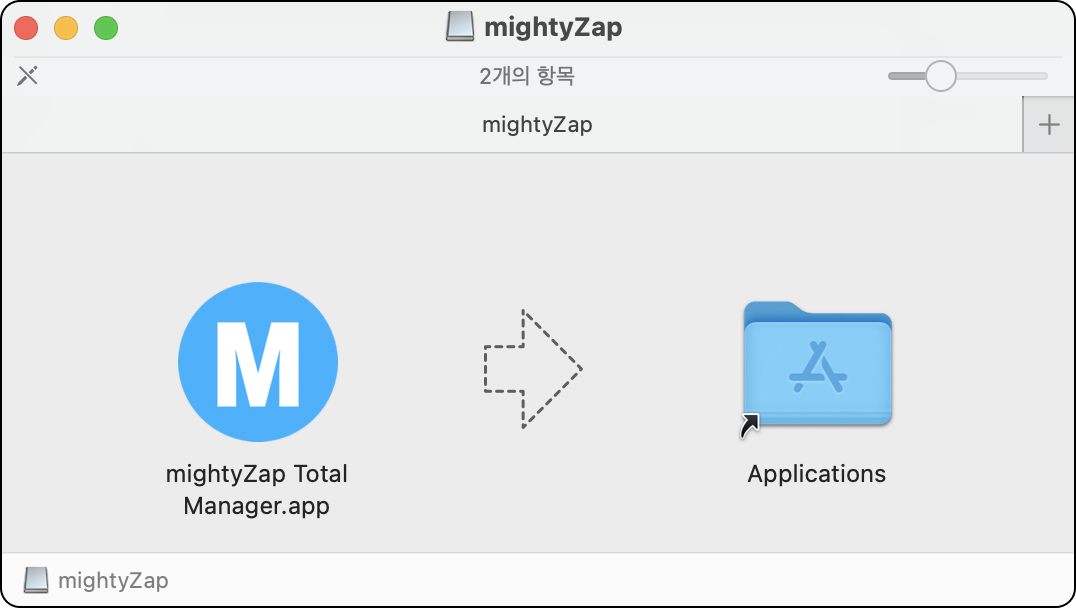 mightyZap
2개의 항목
mightyZap
M
mightyZap Total
Manager.app
Applications
mightyZap